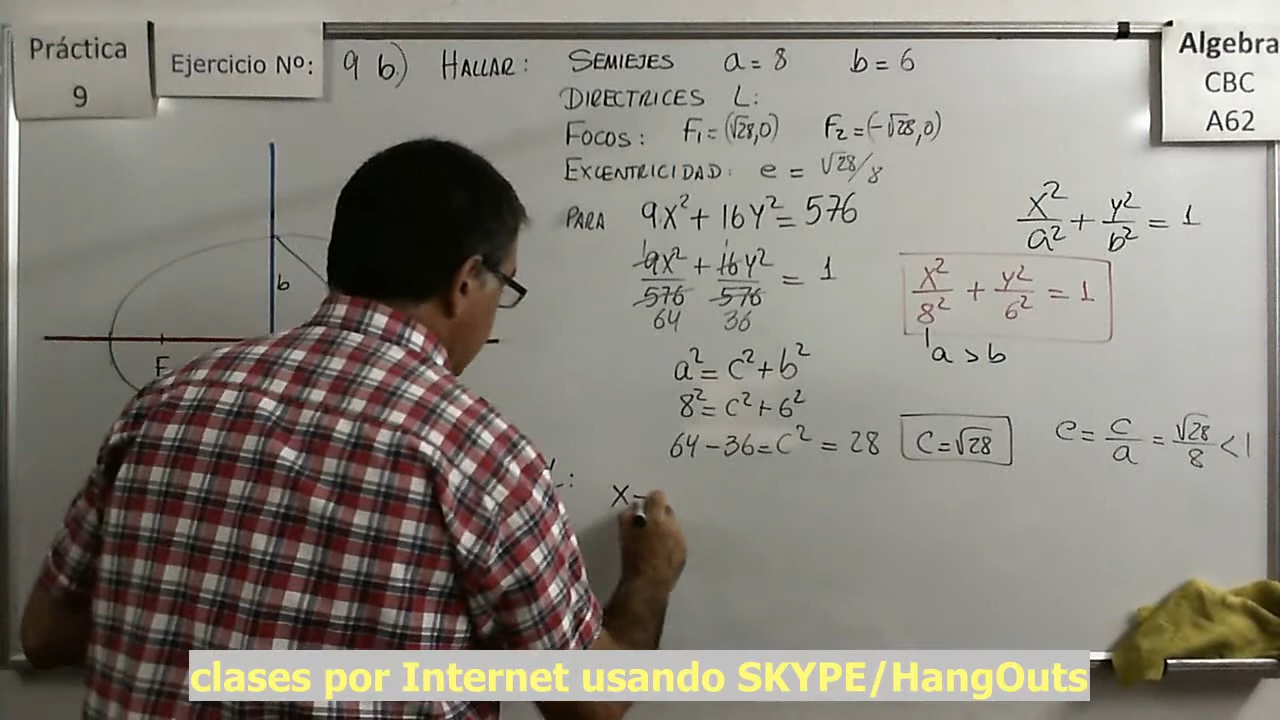 Práctica
9
Ejercicio Nº:
9 b.) HALLAR: SEMIEJES a = 8 b = 6
DIRECTRICES L:
FOCOS: F₁ = (√28,0) F₂ = (-√28,0)
EXCENTRICIDAD: e = √28/8
Algebra
CBC
A62
PARA 9X² + 16Y² = 576
9X²/576 + 16Y²/576 = 1
1 1
64 36
X²/a² + Y²/b² = 1
X²/8² + Y²/6² = 1
a > b
a² = C² + b²
8² = C² + 6²
64 - 36 = C² = 28 C = √28
e = C/a = √28/8 < 1
b
F
X =
clases por Internet usando SKYPE/HangOuts